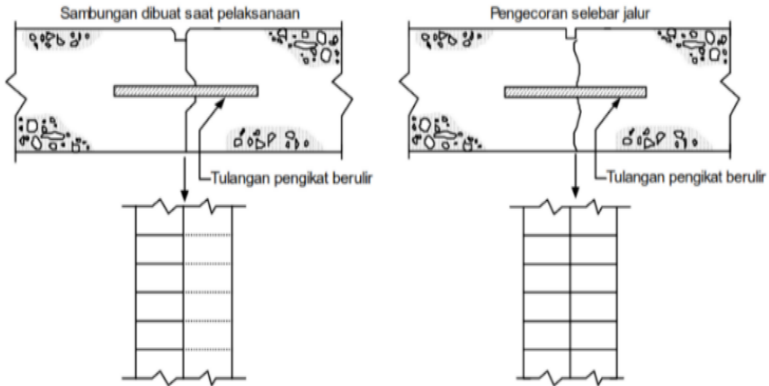 Sambungan dibuat saat pelaksanaan
Pengecoran selebar jalur
Tulangan pengikat berulir
Tulangan pengikat berulir